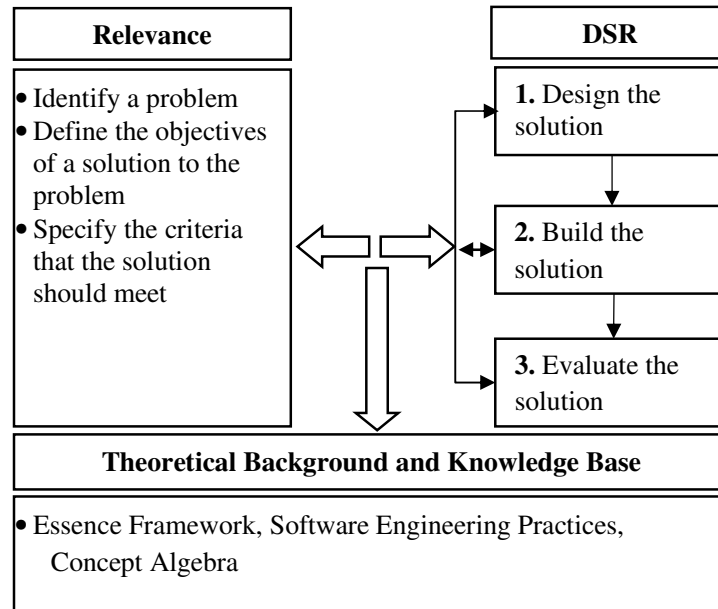 Relevance
• Identify a problem
• Define the objectives
of a solution to the
problem
• Specify the criteria
that the solution
should meet
DSR
1. Design the
solution
2. Build the
solution
3. Evaluate the
solution
Theoretical Background and Knowledge Base
• Essence Framework, Software Engineering Practices,
Concept Algebra